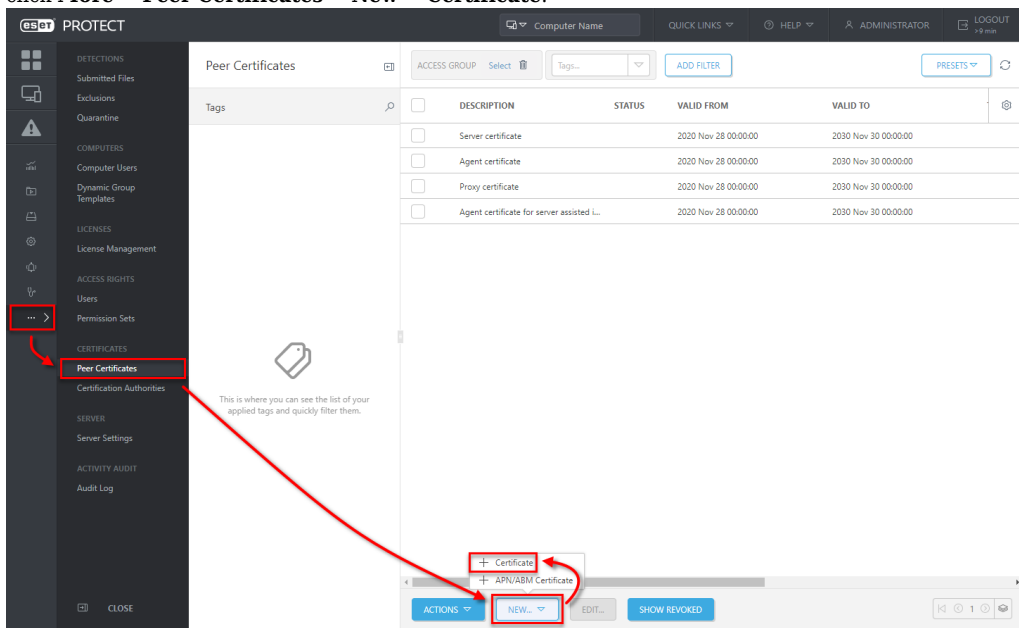 click More > Peer Certificates > New > Certificate.
eset PROTECT
Computer Name
QUICK LINKS
HELP
ADMINISTRATOR
LOGOUT
>9 min
DETECTIONS
Submitted Files
Exclusions
Quarantine
COMPUTERS
Computer Users
Dynamic Group
Templates
LICENSES
License Management
ACCESS RIGHTS
Users
Permission Sets
CERTIFICATES
Peer Certificates
Certification Authorities
SERVER
Server Settings
ACTIVITY AUDIT
Audit Log
CLOSE
Peer Certificates
Tags
This is where you can see the list of your
applied tags and quickly filter them.
ACCESS GROUP Select Tags... ADD FILTER PRESETS
DESCRIPTION STATUS VALID FROM VALID TO
Server certificate 2020 Nov 28 00:00:00 2030 Nov 30 00:00:00
Agent certificate 2020 Nov 28 00:00:00 2030 Nov 30 00:00:00
Proxy certificate 2020 Nov 28 00:00:00 2030 Nov 30 00:00:00
Agent certificate for server assisted i... 2020 Nov 28 00:00:00 2030 Nov 30 00:00:00
+ Certificate
+ APN/ABM Certificate
ACTIONS NEW... EDIT... SHOW REVOKED 1